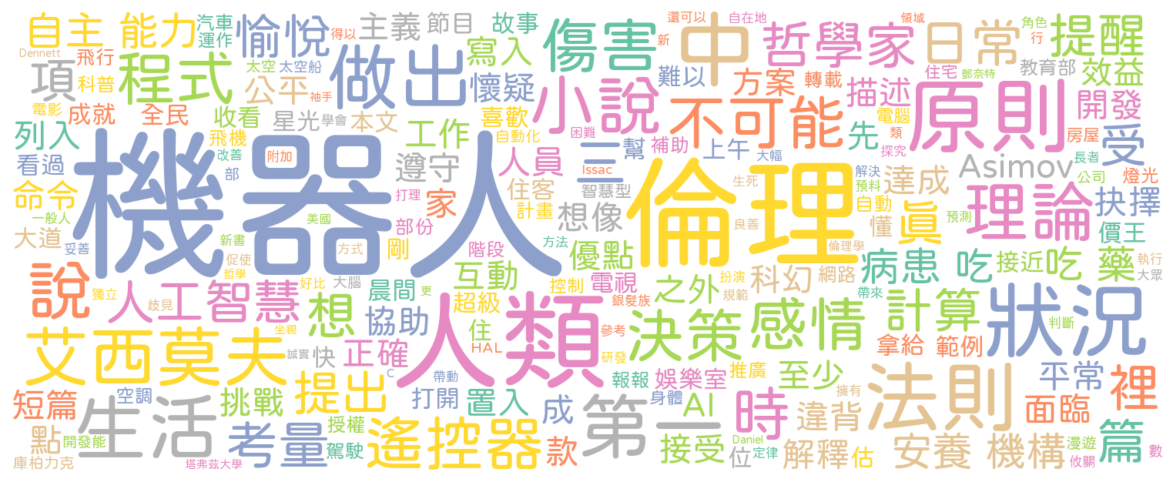 自主 能力
汽車
運作
愉悅
主義
節目
故事
傷害
還可以
中
自在地
哲學家
領域
日常
角色
行
提醒
Dennett
得以
新
飛行
項
程式
科普
公平
太空
太空船
袖手
做出
寫入
懷疑
難以
方案
轉載
住宅
鄧奈特
教育部
效益
電影
成就
全民
收看
星光
學會
本文
小說
喜歡
不可能
描述
電腦
原則
開發
列入
飛機
工作
自動化
困難
先
類
探究
房屋
受
看過
改善
附加
遵守
人員
三
幫
補助
上午
大幅
Asimov
長者
燈光
命令
部
機器人
打理
住客
Issac
智慧型
倫理
生死
解決
預料
達成
理論
公司
抉擇
一般人
美國
家
計畫
想像
良善
自動
懂
真
預測
價王
大道
妥善
新書
方式
部份
剛
階段
優點
方法
倫理學
執行
說
促使
哲學
好比
大腦
更
互動
控制
電視
之外
扮演
科幻
網路
病患
吃
接近
吃
藥
大眾
獨立
歧見
人工智慧
想
晨間
超級
銀髮族
規範
帶來
坐視
協助
住
人類
參考
決策
感情
計算
判斷
狀況
艾西莫夫
誠實
快
正確
HAL
研發
拿給
範例
帶動
C
報報
娛樂室
推廣
至少
平常
裡
短篇
生活
空調
挑戰
提出
打開
置入
成
第一
身體
AI
時
擁有
法則
面臨
點
開發能
考量
授權
駕駛
遙控器
款
接受
Daniel
位
定律
違背
解釋
估
安養
機構
漫遊
攸關
篇
數
庫柏力克
塔弗茲大學